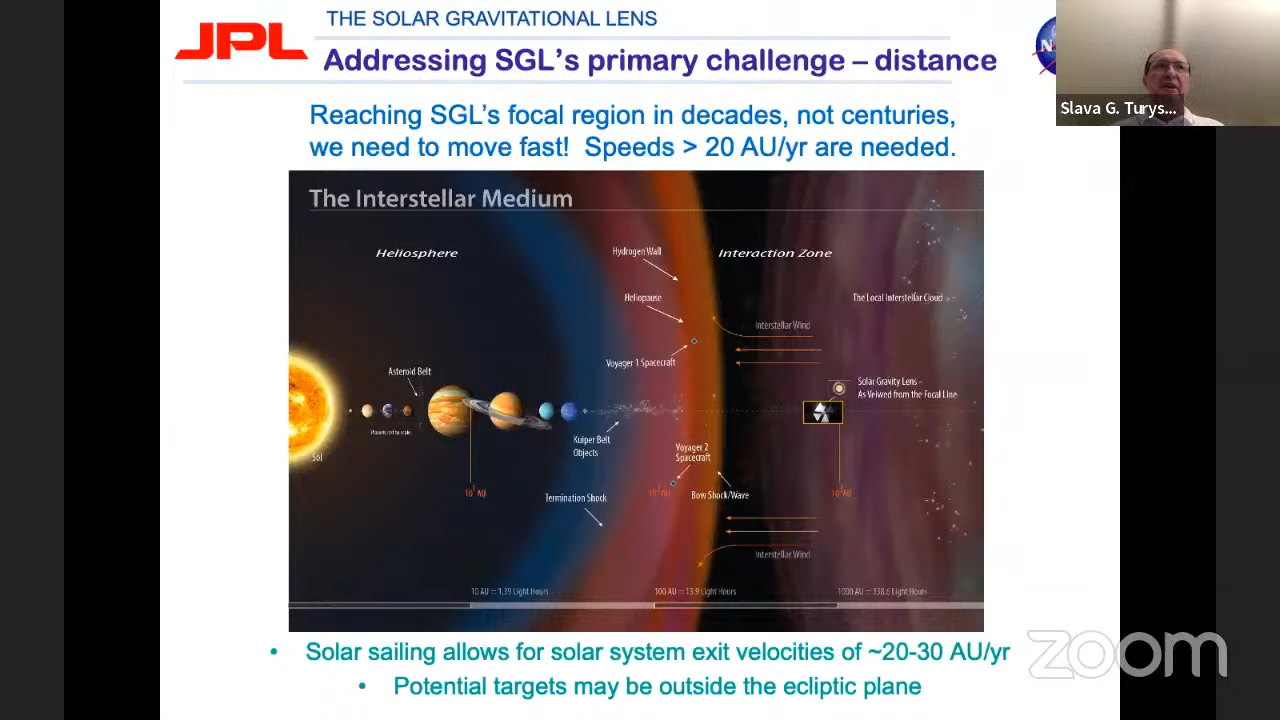 THE SOLAR GRAVITATIONAL LENS
JPL
Addressing SGL's primary challenge – distance
Slava G. Turys...
Reaching SGL's focal region in decades, not centuries,
we need to move fast!  Speeds > 20 AU/yr are needed.
The Interstellar Medium
Heliosphere
Hydrogen Wall
Interaction Zone
Heliopause
The Local Interstellar Cloud
Interstellar Wind
Voyager 1 Spacecraft
Asteroid Belt
Solar Gravity Lens –
As Veiwed from the Focal Line
Kuiper Belt
Objects
Sol
Voyager 2
Spacecraft
Termination Shock
Bow Shock/Wave
Interstellar Wind
10 AU = 1.39 Light Hours
100 AU = 13.9 Light Hours
1000 AU = 138.6 Light Hours
• Solar sailing allows for solar system exit velocities of ~20-30 AU/yr
• Potential targets may be outside the ecliptic plane
zoom